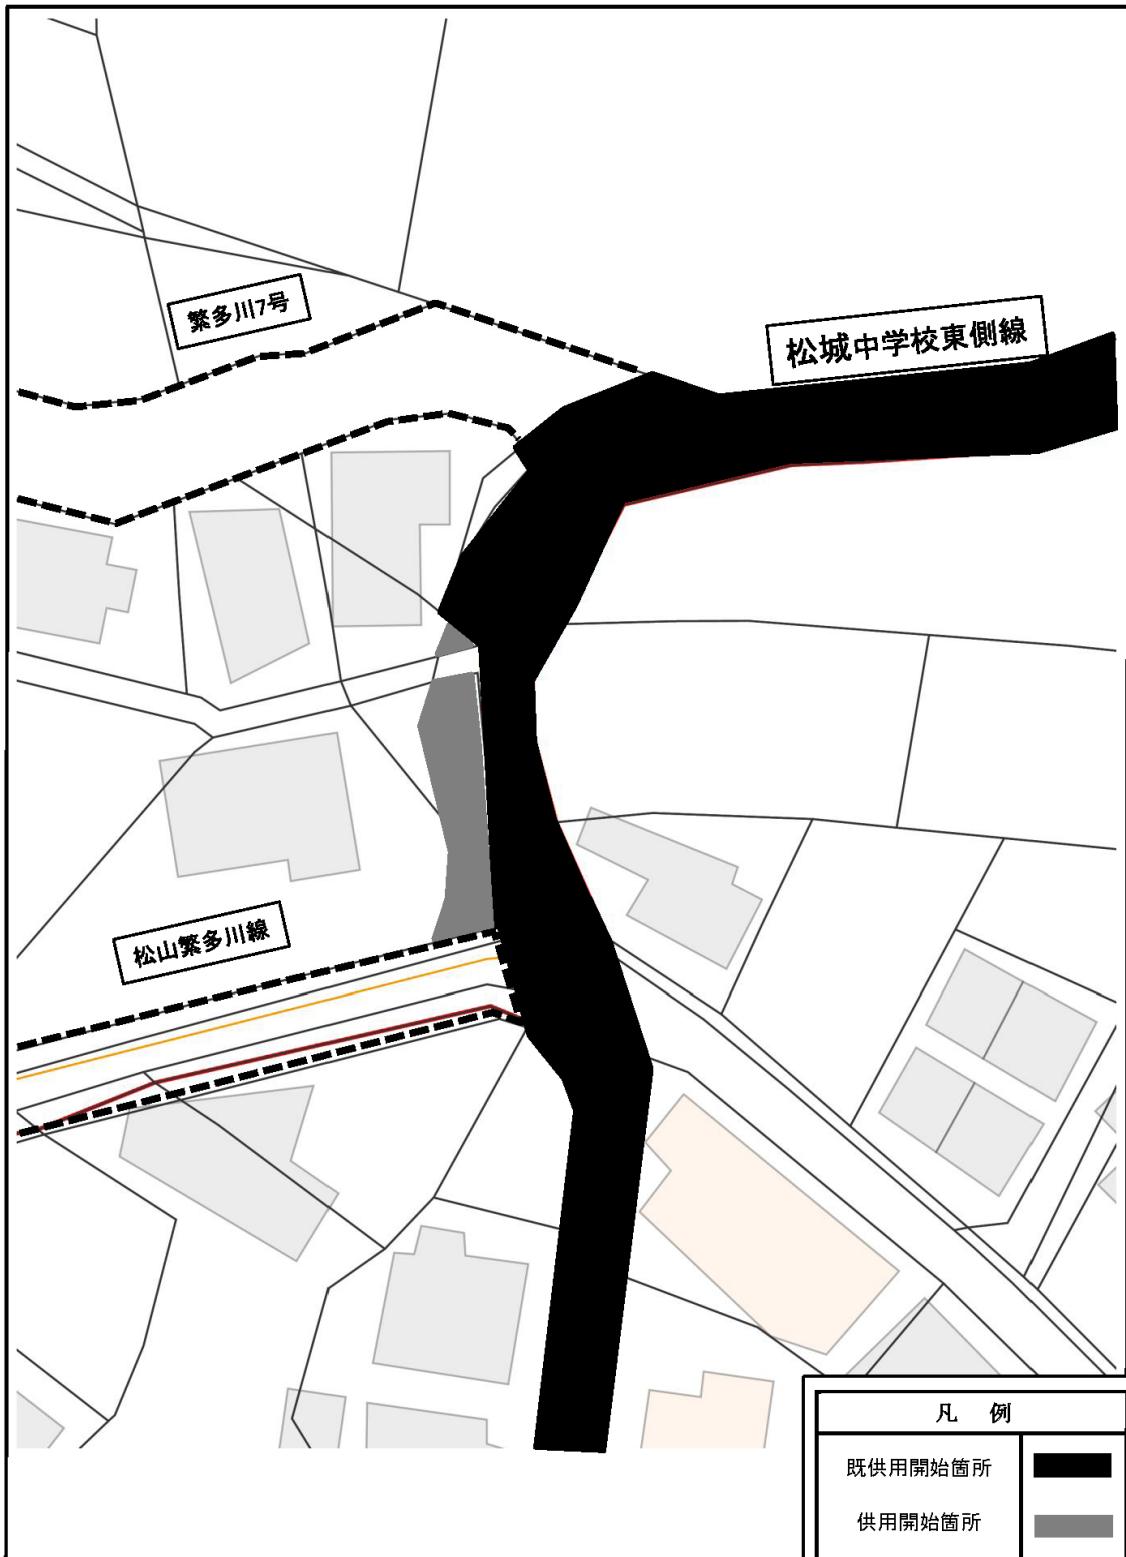 繁多川7号
松城中学校東側線
松山繁多川線
凡 例
既供用開始箇所
供用開始箇所